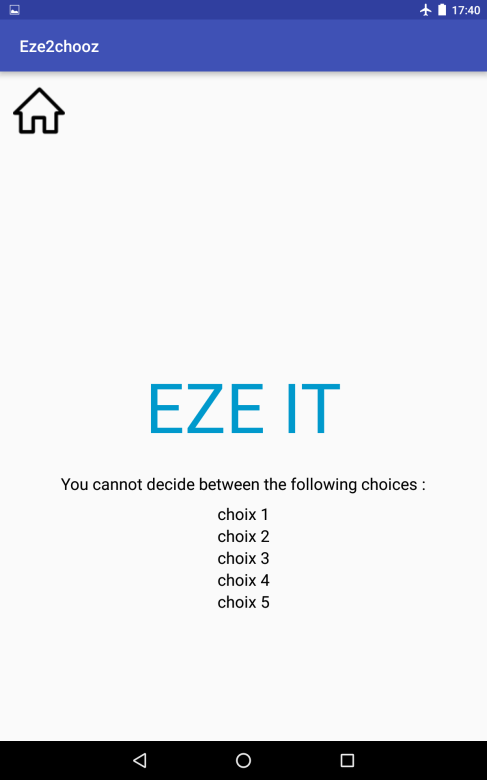 17:40
Eze2chooz
EZE IT
You cannot decide between the following choices :
choix 1
choix 2
choix 3
choix 4
choix 5